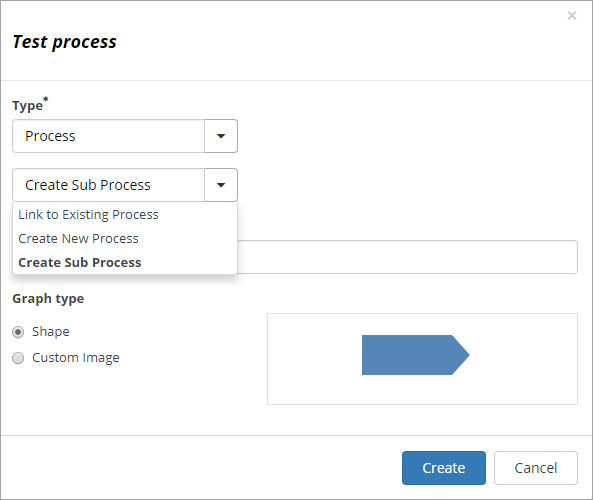 ×
Test process
Type*
Process
Create Sub Process
Link to Existing Process
Create New Process
Create Sub Process
Graph type
Shape
Custom Image
Create
Cancel